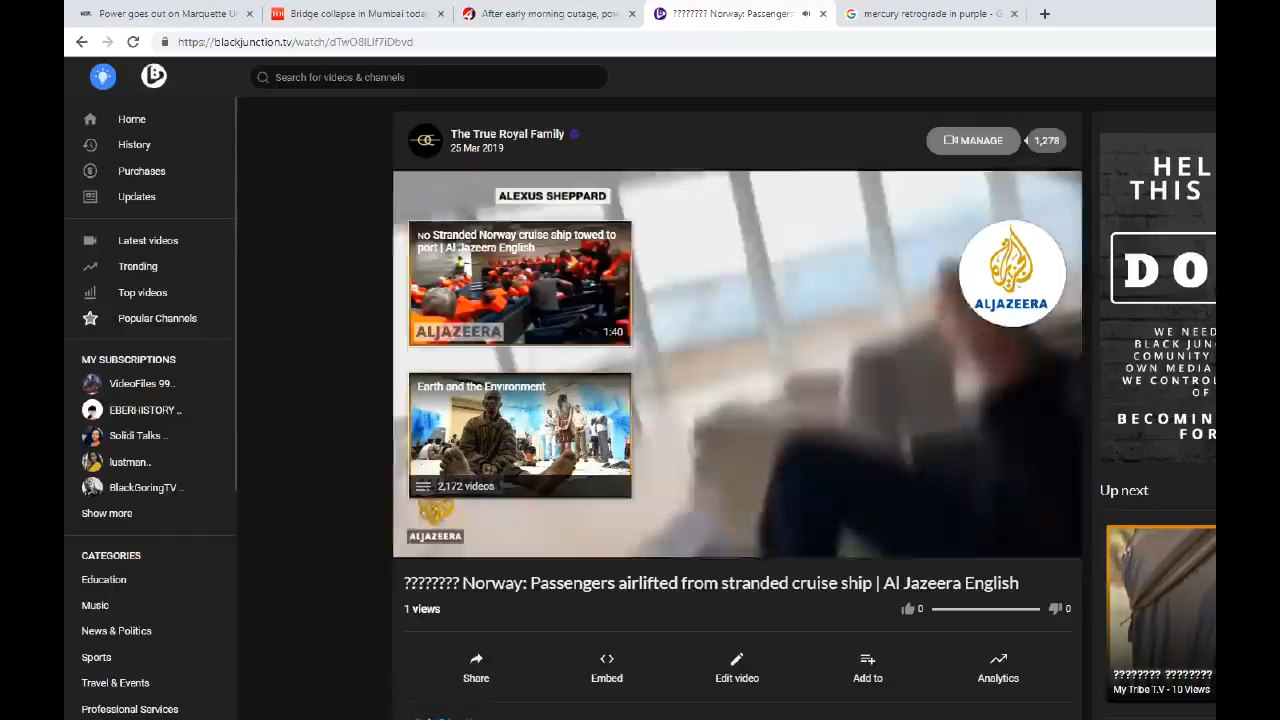 Power goes out on Marquette U
Bridge collapse in Mumbai today
After early morning outage, pow
???????? Norway: Passengers
mercury retrograde in purple - G
https://blackjunction.tv/watch/dTwO8lLIf7iDbvd
Search for videos & channels
Home
History
Purchases
Updates
Latest videos
Trending
Top videos
Popular Channels
MY SUBSCRIPTIONS
VideoFiles 99..
EBERHISTORY ..
Solidi Talks ..
lustman..
BlackGoringTV ..
Show more
CATEGORIES
Education
Music
News & Politics
Sports
Travel & Events
Professional Services
The True Royal Family
25 Mar 2019
MANAGE
1,278
ALEXUS SHEPPARD
NO Stranded Norway cruise ship towed to
port | Al Jazeera English
ALJAZEERA
1:40
Earth and the Environment
2,172 videos
ALJAZEERA
الجزيرة
ALJAZEERA
???????? Norway: Passengers airlifted from stranded cruise ship | Al Jazeera English
1 views
0
0
Share
Embed
Edit video
Add to
Analytics
HEL
THIS
DO
WE NEED
BLACK JUN
COMUNITY
OWN MEDIA
WE CONTROL
OF
BECOMIN
FOR
Up next
???????? ????????
My Tribe T.V - 10 Views